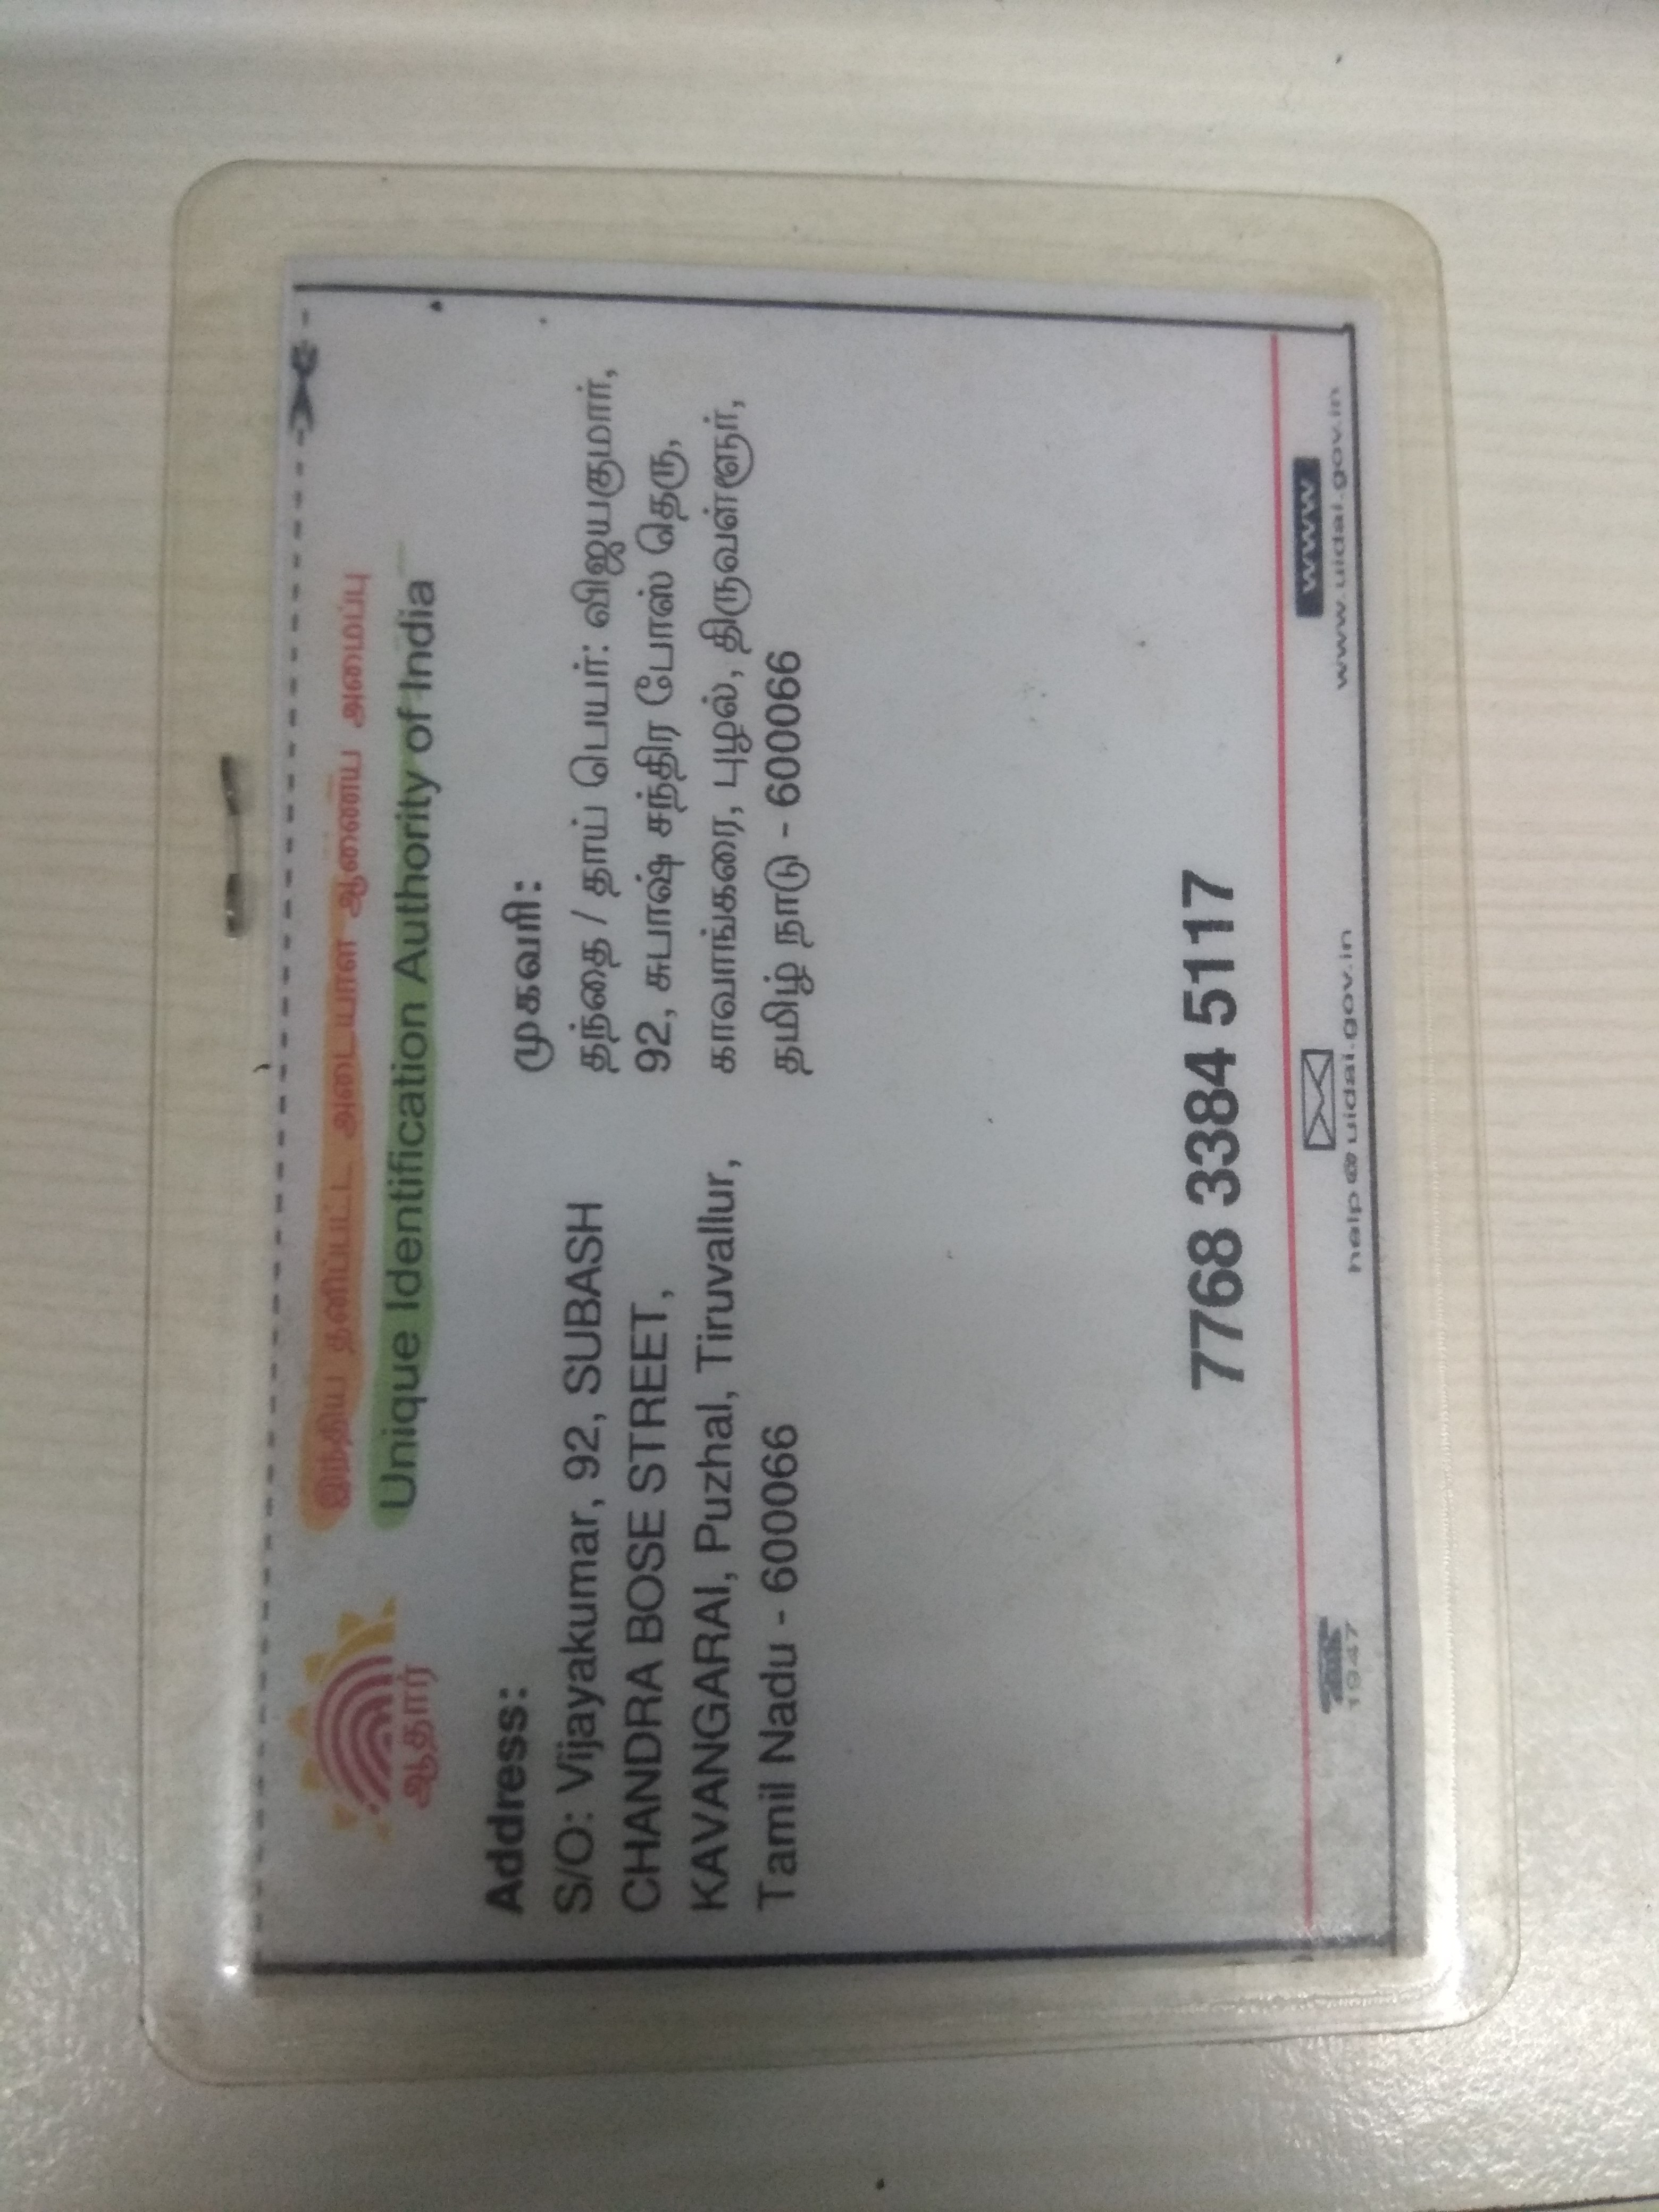 ஆதார்
இந்திய தனிப்பட்ட அடையாள ஆணைய அமைப்பு
Unique Identification Authority of India
Address:
S/O: Vijayakumar, 92, SUBASH
CHANDRA BOSE STREET,
KAVANGARAI, Puzhal, Tiruvallur,
Tamil Nadu - 600066
முகவரி:
தந்தை / தாய் பெயர்: விஜயகுமார்,
92, சுபாஷ் சந்திர போஸ் தெரு,
காவாங்கரை, புழல், திருவள்ளூர்,
தமிழ் நாடு - 600066
7768 3384 5117
1947
help@uidai.gov.in
www
www.uidai.gov.in